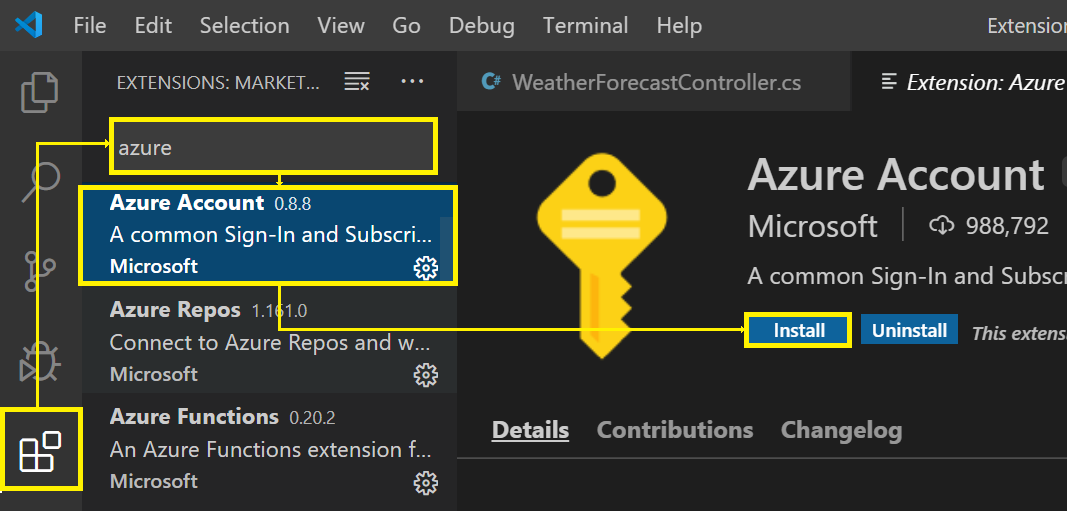 File Edit Selection View Go Debug Terminal Help Extension
EXTENSIONS: MARKET... ...
WeatherForecastController.cs
Extension: Azure
azure
Azure Account 0.8.8
A common Sign-In and Subscri...
Microsoft
Azure Repos 1.161.0
Connect to Azure Repos and w...
Microsoft
Azure Functions 0.20.2
An Azure Functions extension f...
Microsoft
Azure Account
Microsoft 988,792
A common Sign-In and Subsc
Install Uninstall This extens
Details Contributions Changelog